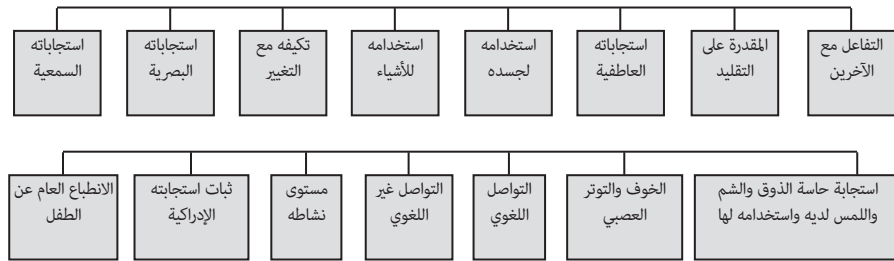 التفاعل مع
الآخرين
المقدرة على
التقليد
استجاباته
العاطفية
استخدامه
لجسده
استخدامه
للأشياء
تكيفه مع
التغيير
استجاباته
البصرية
استجاباته
السمعية
استجابة حاسة الذوق والشم
واللمس لديه واستخدامه لها
الخوف والتوتر
العصبي
التواصل
اللغوي
التواصل غير
اللغوي
مستوى
نشاطه
ثبات استجابته
الإدراكية
الانطباع العام عن
الطفل